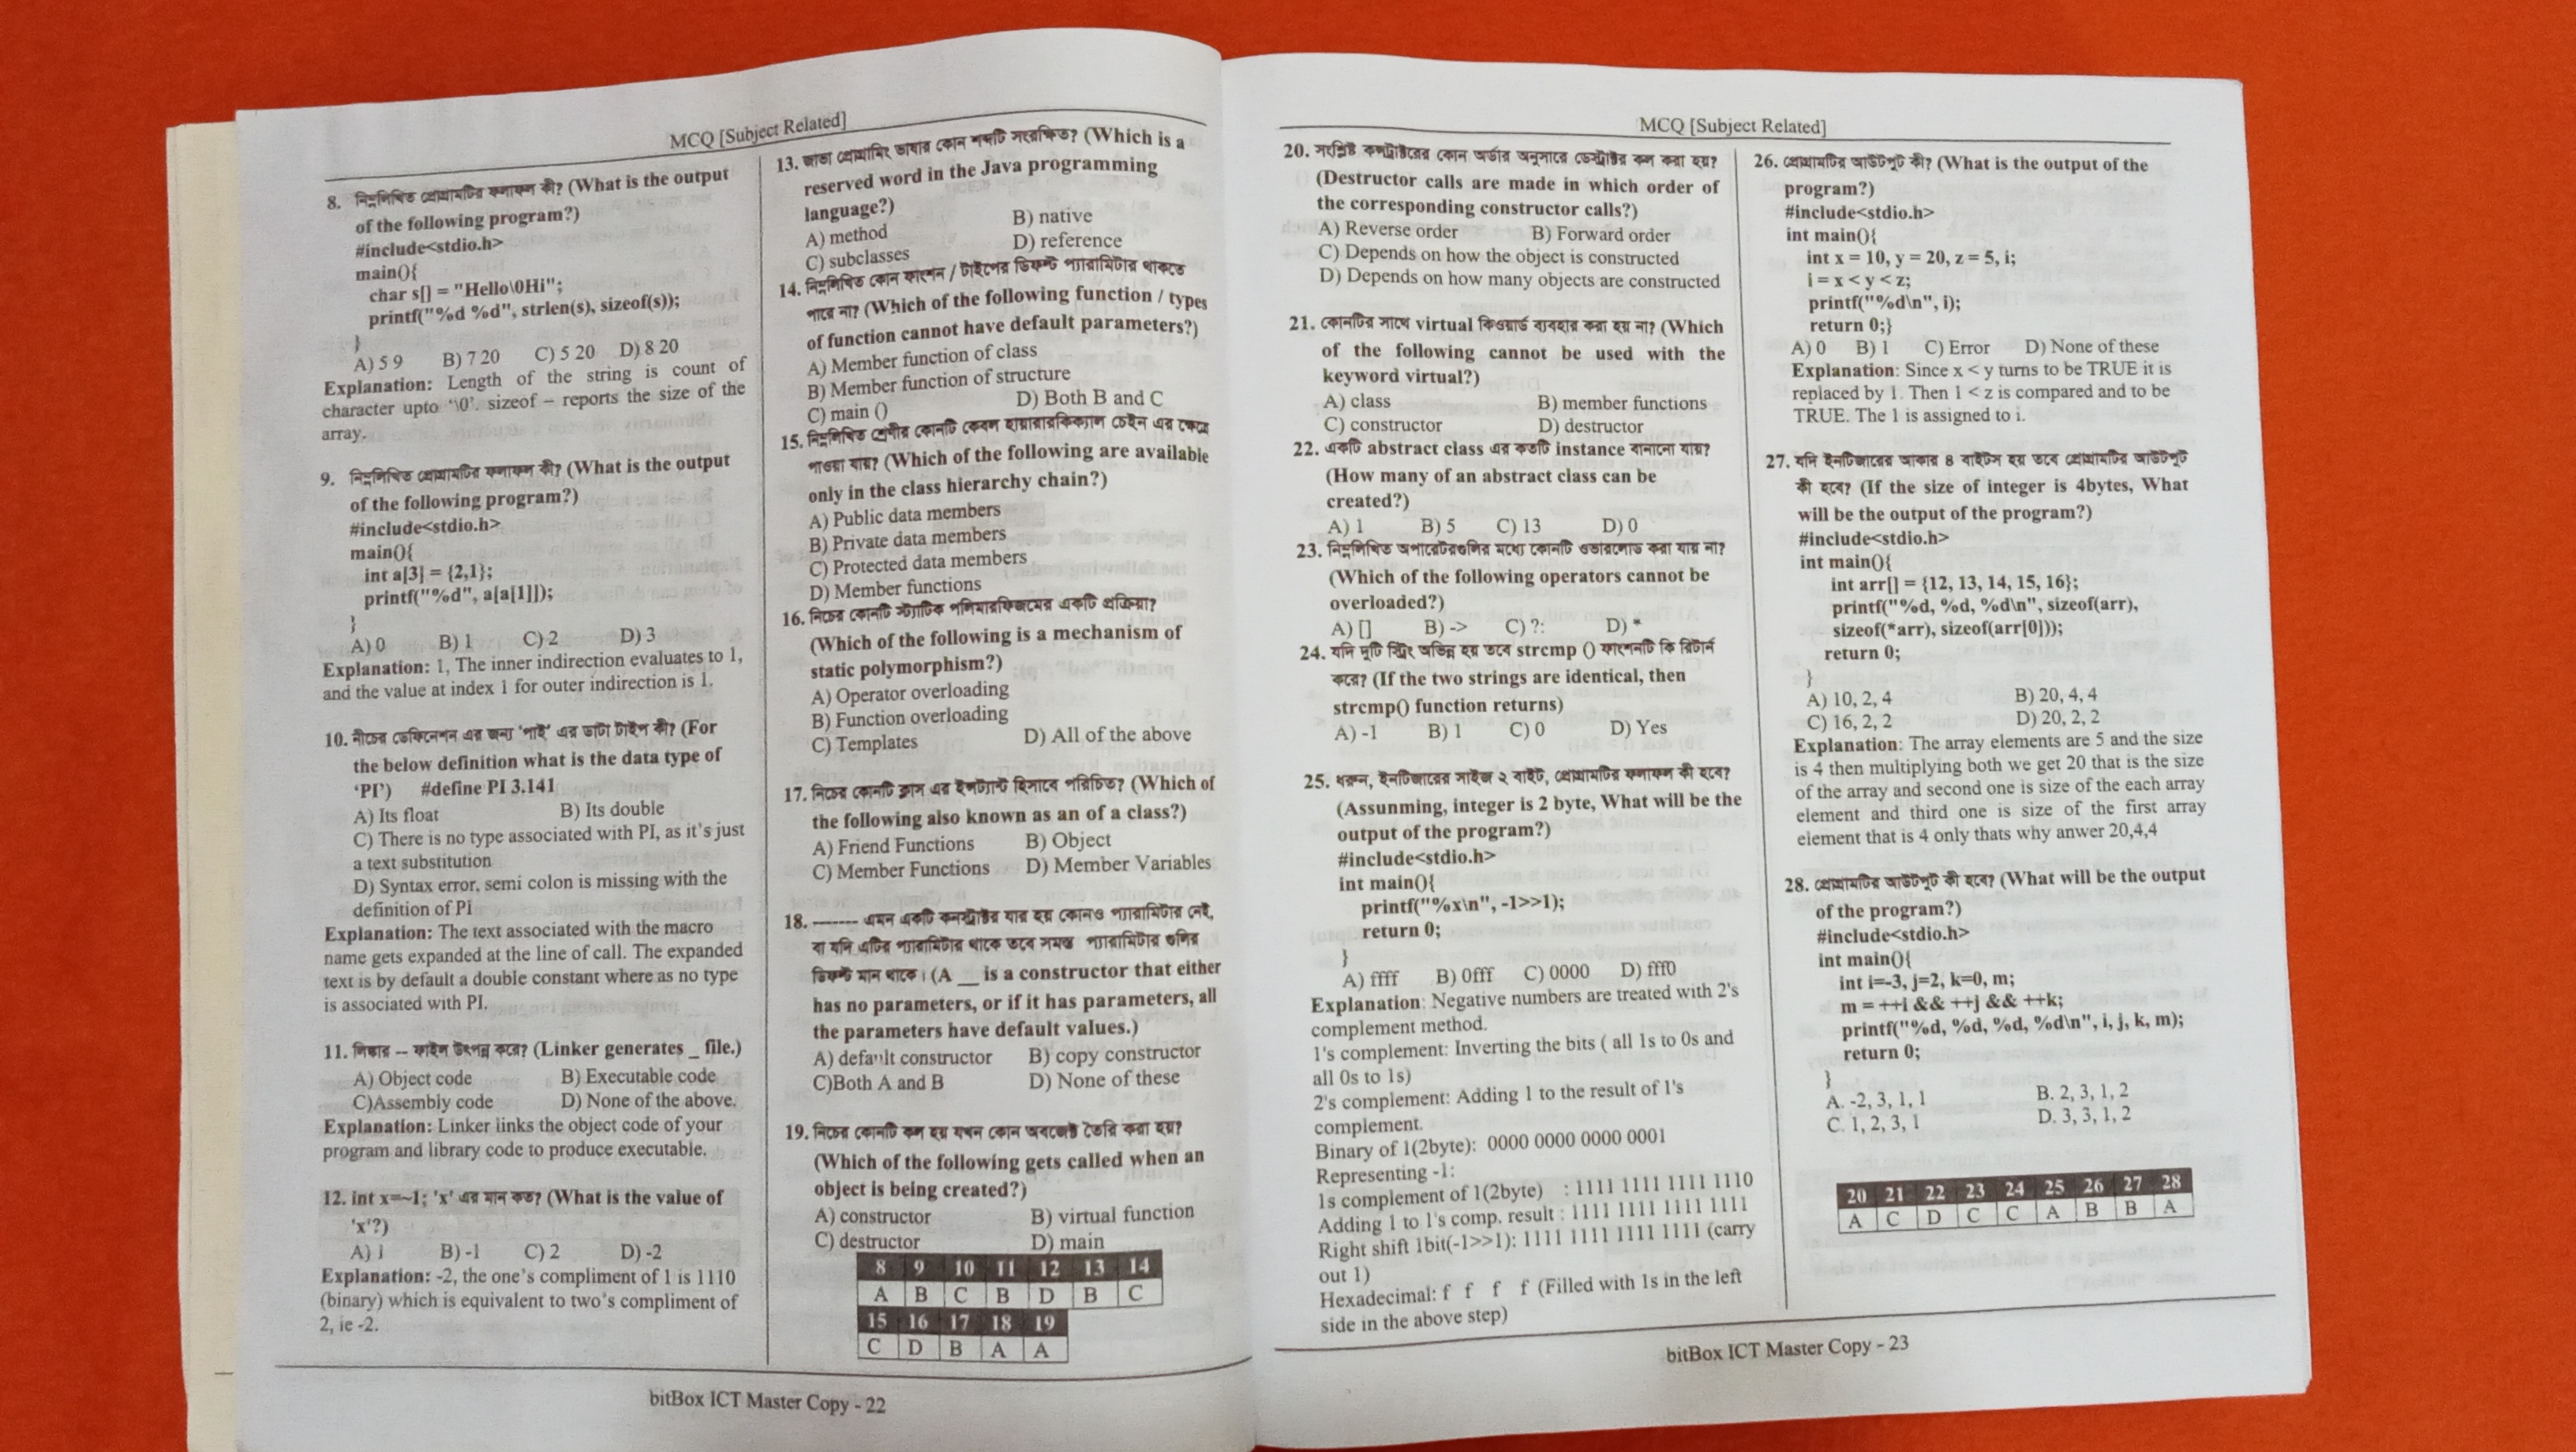 MCQ [Subject Related]
8. নিম্নলিখিত প্রোগ্রামটির ফলাফল কী? (What is the output
of the following program?)
#include<stdio.h>
main(){
char s[] = "Hello\0Hi";
printf("%d %d", strlen(s), sizeof(s));
}
A) 5 9 B) 7 20 C) 5 20 D) 8 20
Explanation: Length of the string is count of
character upto '\0'. sizeof – reports the size of the
array.
9. নিম্নলিখিত প্রোগ্রামটির ফলাফল কী? (What is the output
of the following program?)
#include<stdio.h>
main(){
int a[3] = {2,1};
printf("%d", a[a[1]]);
}
A) 0 B) 1 C) 2 D) 3
Explanation: 1, The inner indirection evaluates to 1,
and the value at index 1 for outer indirection is 1.
10. নীচের ডেফিনেশন এর জন্য 'পাই' এর ডাটা টাইপ কী? (For
the below definition what is the data type of
‘PI’) #define PI 3.141
A) Its float B) Its double
C) There is no type associated with PI, as it’s just
a text substitution
D) Syntax error, semi colon is missing with the
definition of PI
Explanation: The text associated with the macro
name gets expanded at the line of call. The expanded
text is by default a double constant where as no type
is associated with PI.
11. লিঙ্কার -- ফাইল উৎপন্ন করে? (Linker generates _ file.)
A) Object code B) Executable code
C)Assembly code D) None of the above.
Explanation: Linker links the object code of your
program and library code to produce executable.
12. int x=~1; 'x' এর মান কত? (What is the value of
'x'?)
A) 1 B) -1 C) 2 D) -2
Explanation: -2, the one’s compliment of 1 is 1110
(binary) which is equivalent to two’s compliment of
2, ie -2.
13. জাভা প্রোগ্রামিং ভাষার কোন শব্দটি সংরক্ষিত? (Which is a
reserved word in the Java programming
language?)
A) method B) native
C) subclasses D) reference
14. নিম্নলিখিত কোন ফাংশন / টাইপের ডিফল্ট প্যারামিটার থাকতে
পারে না? (Which of the following function / types
of function cannot have default parameters?)
A) Member function of class
B) Member function of structure
C) main () D) Both B and C
15. নিম্নলিখিত শ্রেণীর কোনটি কেবল হায়ারারকিক্যাল চেইন এর ক্ষেত্রে
পাওয়া যায়? (Which of the following are available
only in the class hierarchy chain?)
A) Public data members
B) Private data members
C) Protected data members
D) Member functions
16. নিচের কোনটি স্ট্যাটিক পলিমারফিজমের একটি প্রক্রিয়া?
(Which of the following is a mechanism of
static polymorphism?)
A) Operator overloading
B) Function overloading
C) Templates D) All of the above
17. নিচের কোনটি ক্লাস এর ইন্সট্যান্ট হিসাবে পরিচিত? (Which of
the following also known as an of a class?)
A) Friend Functions B) Object
C) Member Functions D) Member Variables
18. ------- এমন একটি কনস্ট্রাক্টর যার হয় কোনও প্যারামিটার নেই,
বা যদি এটির প্যারামিটার থাকে তবে সমস্ত প্যারামিটার গুলির
ডিফল্ট মান থাকে। (A __ is a constructor that either
has no parameters, or if it has parameters, all
the parameters have default values.)
A) default constructor B) copy constructor
C)Both A and B D) None of these
19. নিচের কোনটি কল হয় যখন কোন অবজেক্ট তৈরি করা হয়?
(Which of the following gets called when an
object is being created?)
A) constructor B) virtual function
C) destructor D) main
8 9 10 11 12 13 14
A B C B D B C
15 16 17 18 19
C D B A A
bitBox ICT Master Copy - 22
MCQ [Subject Related]
20. সংশ্লিষ্ট কন্সট্রাক্টরের কোন অর্ডার অনুসারে ডেস্ট্রাক্টর কল করা হয়?
(Destructor calls are made in which order of
the corresponding constructor calls?)
A) Reverse order B) Forward order
C) Depends on how the object is constructed
D) Depends on how many objects are constructed
21. কোনটির সাথে virtual কিওয়ার্ড ব্যবহার করা হয় না? (Which
of the following cannot be used with the
keyword virtual?)
A) class B) member functions
C) constructor D) destructor
22. একটি abstract class এর কতটি instance বানানো যায়?
(How many of an abstract class can be
created?)
A) 1 B) 5 C) 13 D) 0
23. নিম্নলিখিত অপারেটরগুলির মধ্যে কোনটি ওভারলোড করা যায় না?
(Which of the following operators cannot be
overloaded?)
A) [] B) -> C) ?: D) *
24. যদি দুটি স্ট্রিং অভিন্ন হয় তবে strcmp () ফাংশনটি কি রিটার্ন
করে? (If the two strings are identical, then
strcmp() function returns)
A) -1 B) 1 C) 0 D) Yes
25. ধরুন, ইনটিজারের সাইজ ২ বাইট, প্রোগ্রামটির ফলাফল কী হবে?
(Assunming, integer is 2 byte, What will be the
output of the program?)
#include<stdio.h>
int main(){
printf("%x\n", -1>>1);
return 0;
}
A) ffff B) 0fff C) 0000 D) fff0
Explanation: Negative numbers are treated with 2's
complement method.
1's complement: Inverting the bits ( all 1s to 0s and
all 0s to 1s)
2's complement: Adding 1 to the result of 1's
complement.
Binary of 1(2byte): 0000 0000 0000 0001
Representing -1:
1s complement of 1(2byte) : 1111 1111 1111 1110
Adding 1 to 1's comp. result : 1111 1111 1111 1111
Right shift 1bit(-1>>1): 1111 1111 1111 1111 (carry
out 1)
Hexadecimal: f f f f (Filled with 1s in the left
side in the above step)
26. প্রোগ্রামটির আউটপুট কী? (What is the output of the
program?)
#include<stdio.h>
int main(){
int x = 10, y = 20, z = 5, i;
i = x < y < z;
printf("%d\n", i);
return 0;}
A) 0 B) 1 C) Error D) None of these
Explanation: Since x < y turns to be TRUE it is
replaced by 1. Then 1 < z is compared and to be
TRUE. The 1 is assigned to i.
27. যদি ইনটিজারের আকার ৪ বাইটস হয় তবে প্রোগ্রামটির আউটপুট
কী হবে? (If the size of integer is 4bytes, What
will be the output of the program?)
#include<stdio.h>
int main(){
int arr[] = {12, 13, 14, 15, 16};
printf("%d, %d, %d\n", sizeof(arr),
sizeof(*arr), sizeof(arr[0]));
return 0;
}
A) 10, 2, 4 B) 20, 4, 4
C) 16, 2, 2 D) 20, 2, 2
Explanation: The array elements are 5 and the size
is 4 then multiplying both we get 20 that is the size
of the array and second one is size of the each array
element and third one is size of the first array
element that is 4 only thats why anwer 20,4,4
28. প্রোগ্রামটির আউটপুট কী হবে? (What will be the output
of the program?)
#include<stdio.h>
int main(){
int i=-3, j=2, k=0, m;
m = ++i && ++j && ++k;
printf("%d, %d, %d, %d\n", i, j, k, m);
return 0;
}
A. -2, 3, 1, 1 B. 2, 3, 1, 2
C. 1, 2, 3, 1 D. 3, 3, 1, 2
20 21 22 23 24 25 26 27 28
A C D C C A B B A
bitBox ICT Master Copy - 23